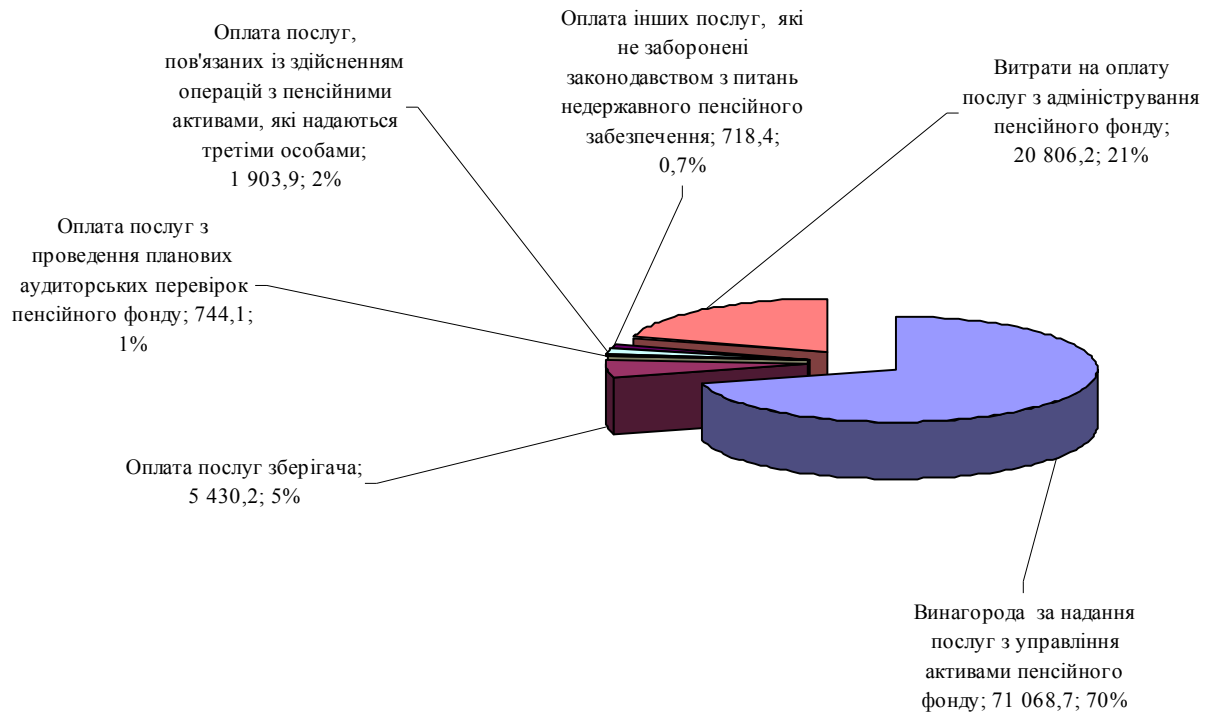 Оплата послуг,
пов'язаних із здійсненням
операцій з пенсійними
активами, які надаються
третіми особами;
1 903,9; 2%
Оплата інших послуг, які
не заборонені
законодавством з питань
недержавного пенсійного
забезпечення; 718,4;
0,7%
Витрати на оплату
послуг з адміністрування
пенсійного фонду;
20 806,2; 21%
Оплата послуг з
проведення планових
аудиторських перевірок
пенсійного фонду; 744,1;
1%
Оплата послуг зберігача;
5 430,2; 5%
Винагорода за надання
послуг з управління
активами пенсійного
фонду; 71 068,7; 70%